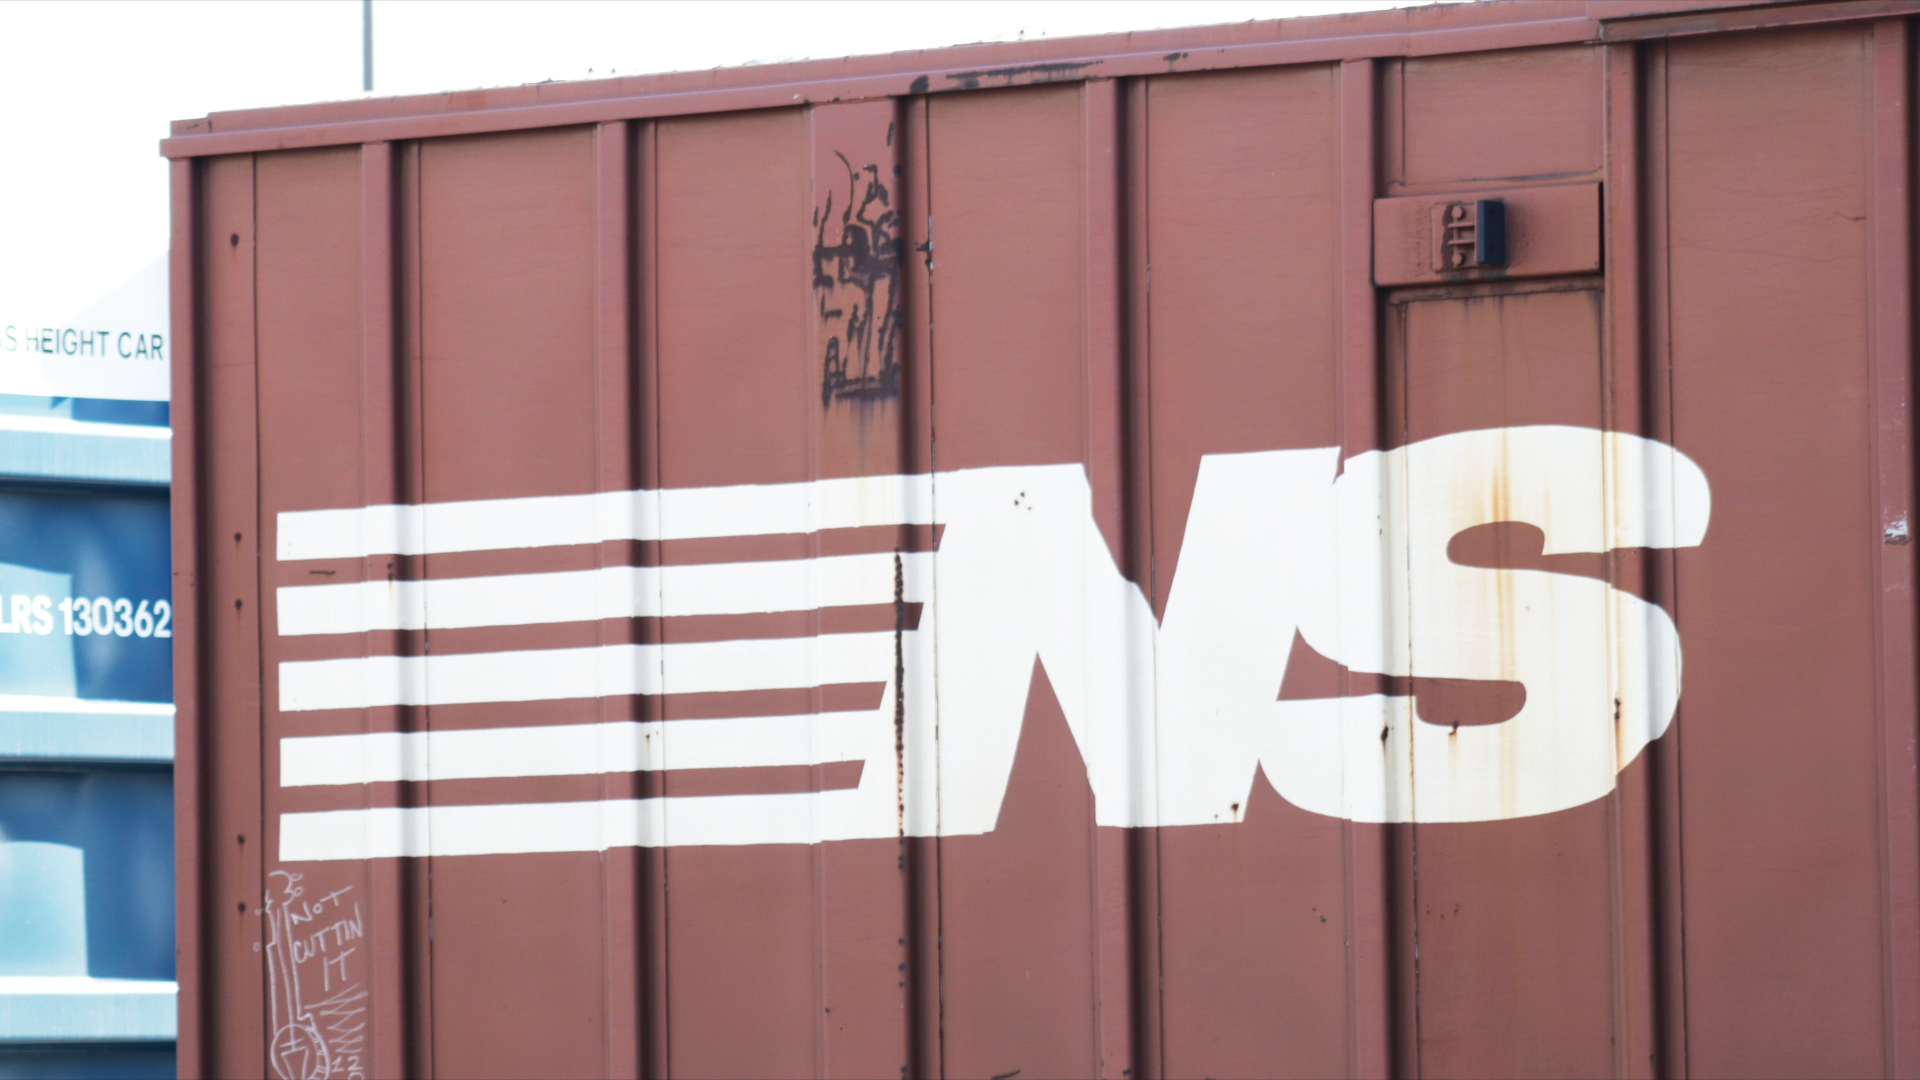 S HEIGHT CAR
LRS 130362
NS
NOT
CUTTIN
IT